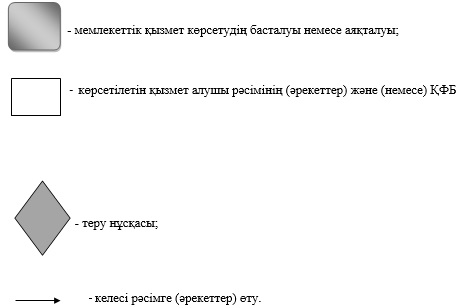 - мемлекеттік қызмет көрсетудің басталуы немесе аяқталуы;
- көрсетілетін қызмет алушы рәсімінің (әрекеттер) және (немесе) ҚФБ
- теру нұсқасы;
- келесі рәсімге (әрекеттер) өту.